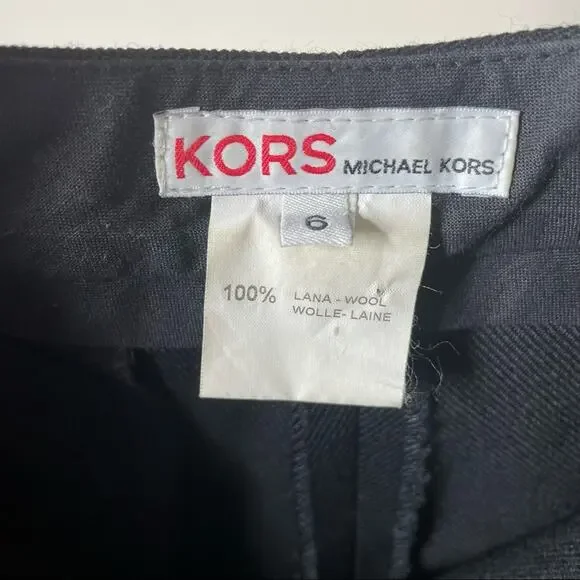 KORS MICHAEL KORS
6
100% LANA - WOOL
WOLLE- LAINE